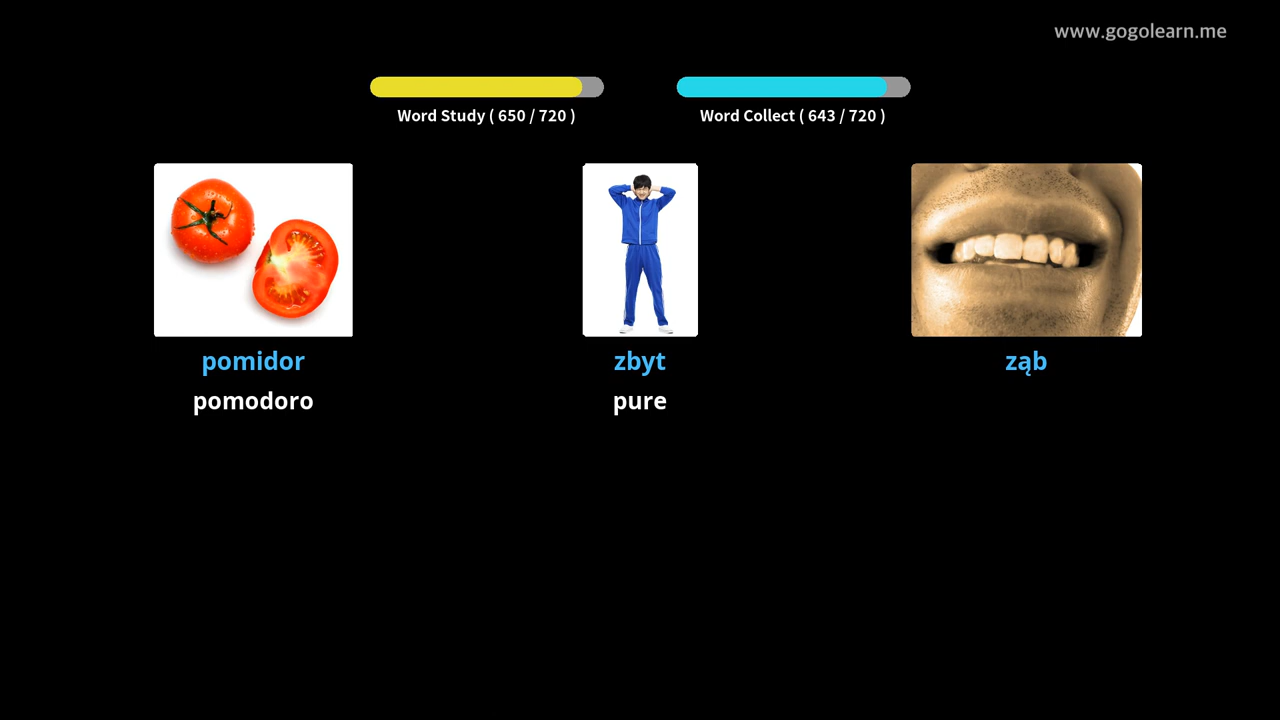 www.gogolearn.me
Word Study ( 650 / 720 )
Word Collect ( 643 / 720 )
pomidor
pomodoro
zbyt
pure
ząb